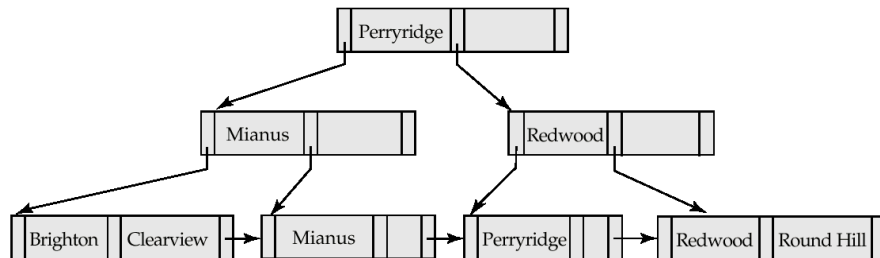 Perryridge
Mianus
Redwood
Brighton
Clearview
Mianus
Perryridge
Redwood
Round Hill